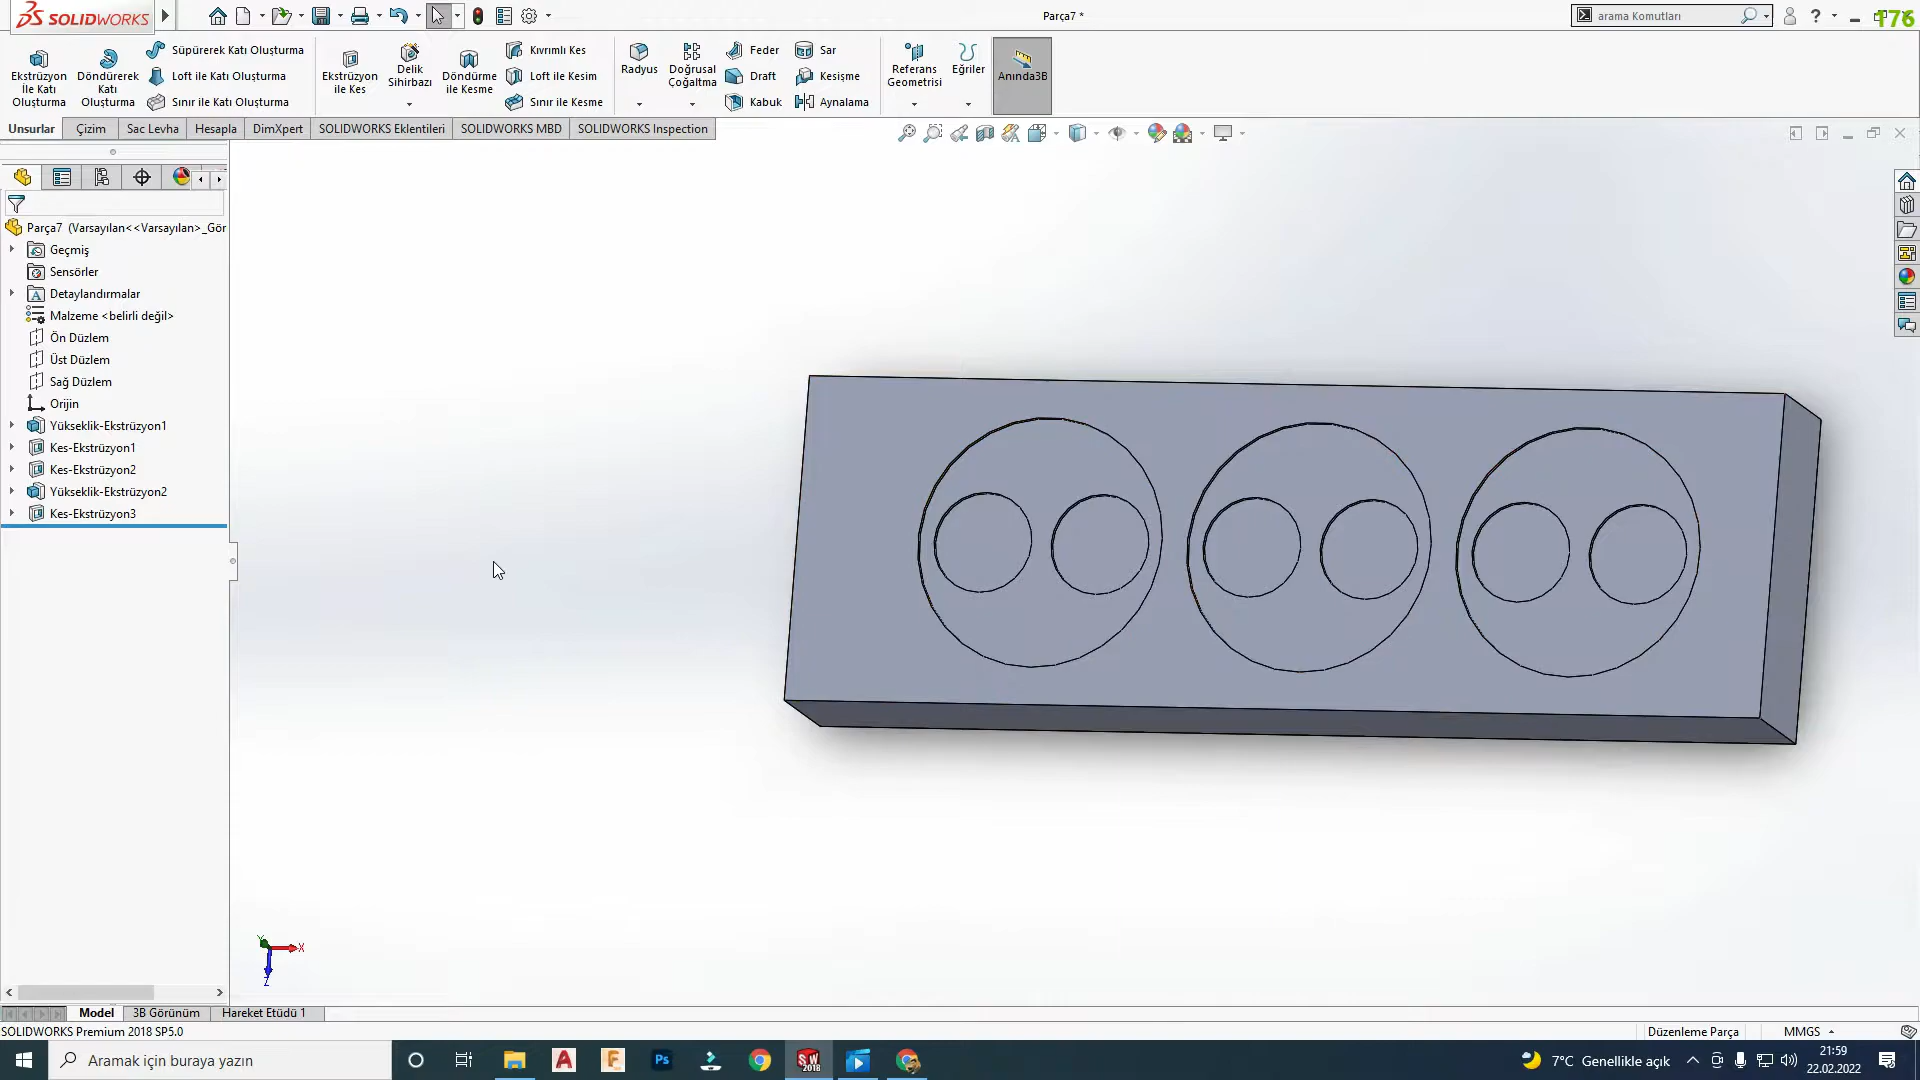 SOLIDWORKS
Parça7 *
arama Komutları
176
Ekstrüzyon
İle Katı
Oluşturma
Döndürerek
Katı
Oluşturma
Süpürerek Katı Oluşturma
Loft ile Katı Oluşturma
Sınır ile Katı Oluşturma
Ekstrüzyon
ile Kes
Delik
Sihirbazı
Döndürme
ile Kesme
Kıvrımlı Kes
Loft ile Kesim
Sınır ile Kesme
Radyus
Doğrusal
Çoğaltma
Feder
Draft
Kabuk
Sar
Kesişme
Aynalama
Referans
Geometrisi
Eğriler
Anında3B
Unsurlar
Çizim
Sac Levha
Hesapla
DimXpert
SOLIDWORKS Eklentileri
SOLIDWORKS MBD
SOLIDWORKS Inspection
Parça7 (Varsayılan<<Varsayılan>_Gör
Geçmiş
Sensörler
Detaylandırmalar
Malzeme <belirli değil>
Ön Düzlem
Üst Düzlem
Sağ Düzlem
Orijin
Yükseklik-Ekstrüzyon1
Kes-Ekstrüzyon1
Kes-Ekstrüzyon2
Yükseklik-Ekstrüzyon2
Kes-Ekstrüzyon3
Y
X
Z
Model
3B Görünüm
Hareket Etüdü 1
SOLIDWORKS Premium 2018 SP5.0
Düzenleme Parça
MMGS
Aramak için buraya yazın
A
F
Ps
SW
2018
7°C Genellikle açık
21:59
22.02.2022